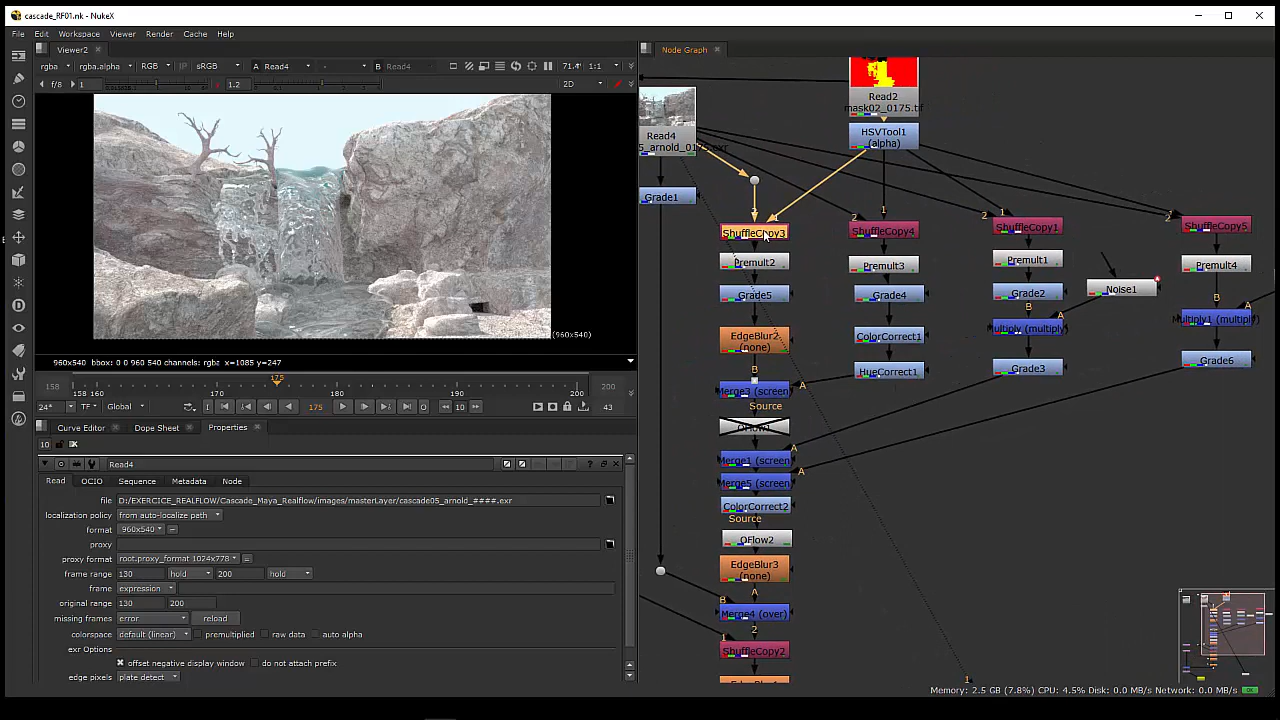 cascade_RF01.nk - NukeX
File Edit Workspace Viewer Render Cache Help
Viewer2
rgba rgba.alpha RGB IP sRGB A Read4 - B Read4 71.4 1:1
f/8 1 1.2 2D
(960x540)
960x540 bbox: 0 0 960 540 channels: rgba x=1085 y=247
158 158 160 170 175 180 190 200 200
24* TF Global 175 10 43
Curve Editor Dope Sheet Properties
10
Read4
Read OCIO Sequence Metadata Node
file D:/EXERCICE_REALFLOW/Cascade_Maya_Realflow/images/masterLayer/cascade05_arnold_####.exr
localization policy from auto-localize path
format 960x540
proxy
proxy format root.proxy_format 1024x778
frame range 130 hold 200 hold
frame expression
original range 130 200
missing frames error reload
colorspace default (linear) premultiplied raw data auto alpha
exr Options
offset negative display window do not attach prefix
edge pixels plate detect
Node Graph
Read2
mask02_0175.tif
Read4
HSVTool1
(alpha)
Grade1
ShuffleCopy3
ShuffleCopy4
ShuffleCopy1
ShuffleCopy5
Premult2
Premult3
Premult1
Premult4
Grade5
Grade4
Grade2
Noise1
Multiply (multiply)
Multiply1 (multiply)
EdgeBlur2
(none)
ColorCorrect1
Grade3
Grade6
HueCorrect1
Merge3 (screen
Source
Merge1 (screen
Merge5 (screen
ColorCorrect2
Source
OFlow2
EdgeBlur3
(none)
Merge4 (over)
ShuffleCopy2
Memory: 2.5 GB (7.8%) CPU: 4.5% Disk: 0.0 MB/s Network: 0.0 MB/s